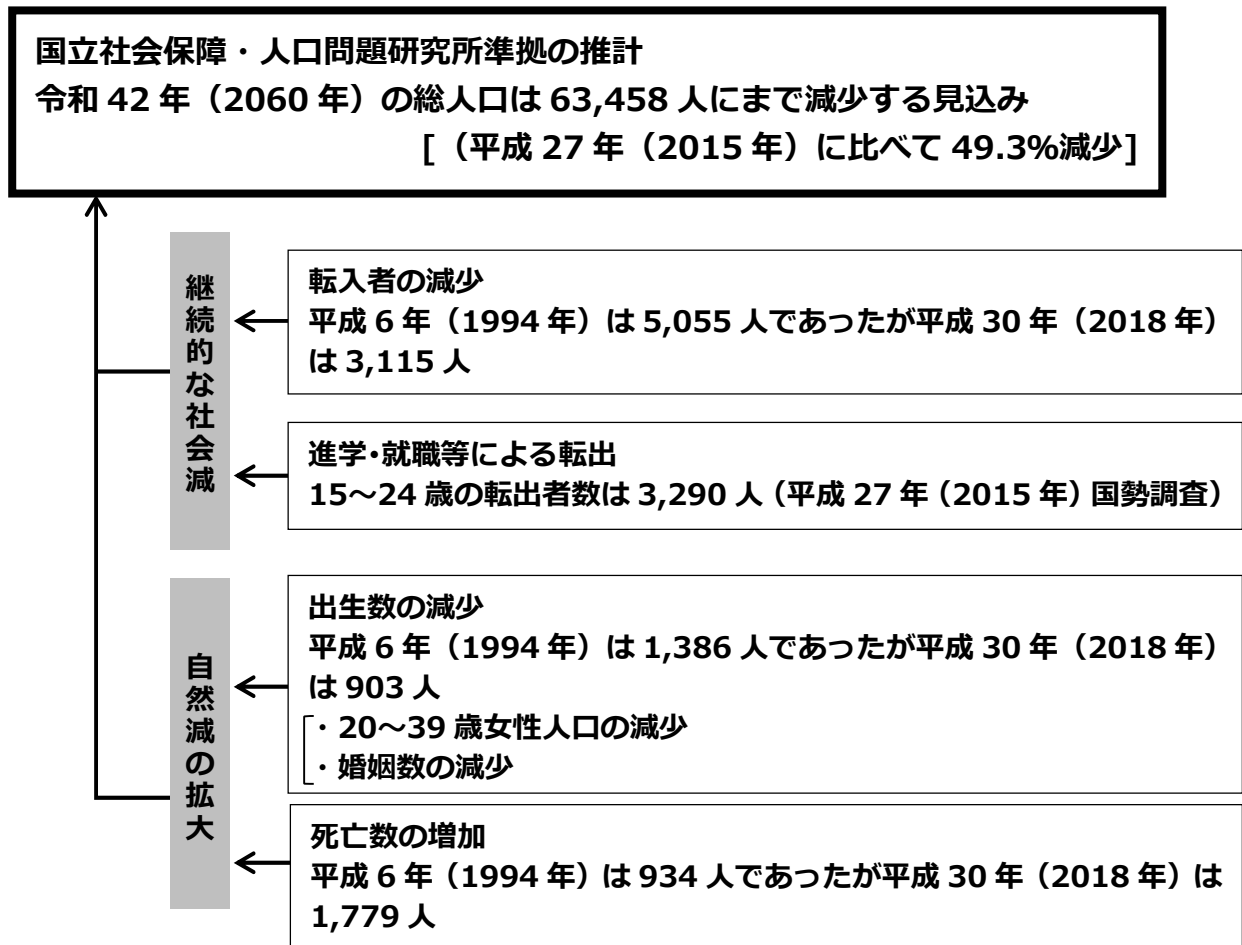 国立社会保障・人口問題研究所準拠の推計
令和 42 年（2060 年）の総人口は 63,458 人にまで減少する見込み
[（平成 27 年（2015 年）に比べて 49.3%減少]
継続的な社会減
転入者の減少
平成 6 年（1994 年）は 5,055 人であったが平成 30 年（2018 年）
は 3,115 人
進学・就職等による転出
15～24 歳の転出者数は 3,290 人（平成 27 年（2015 年）国勢調査）
自然減の拡大
出生数の減少
平成 6 年（1994 年）は 1,386 人であったが平成 30 年（2018 年）
は 903 人
・20～39 歳女性人口の減少
・婚姻数の減少
死亡数の増加
平成 6 年（1994 年）は 934 人であったが平成 30 年（2018 年）は
1,779 人